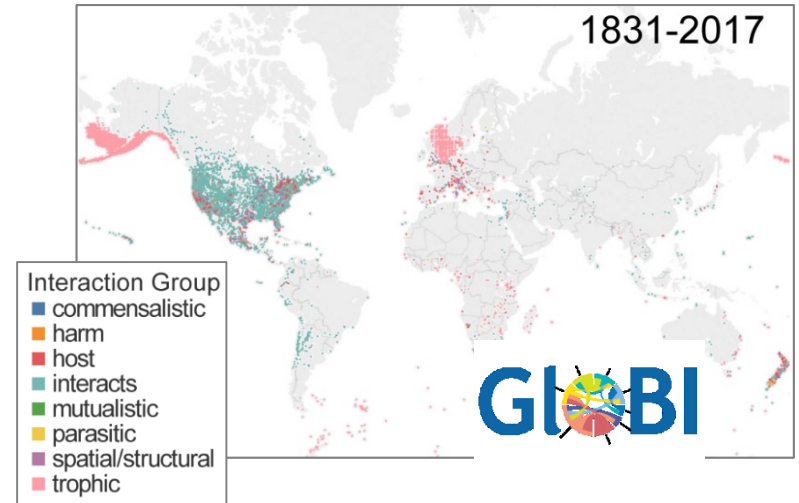 1831-2017
Interaction Group
commensalistic
harm
host
interacts
mutualistic
parasitic
spatial/structural
trophic
GloBI